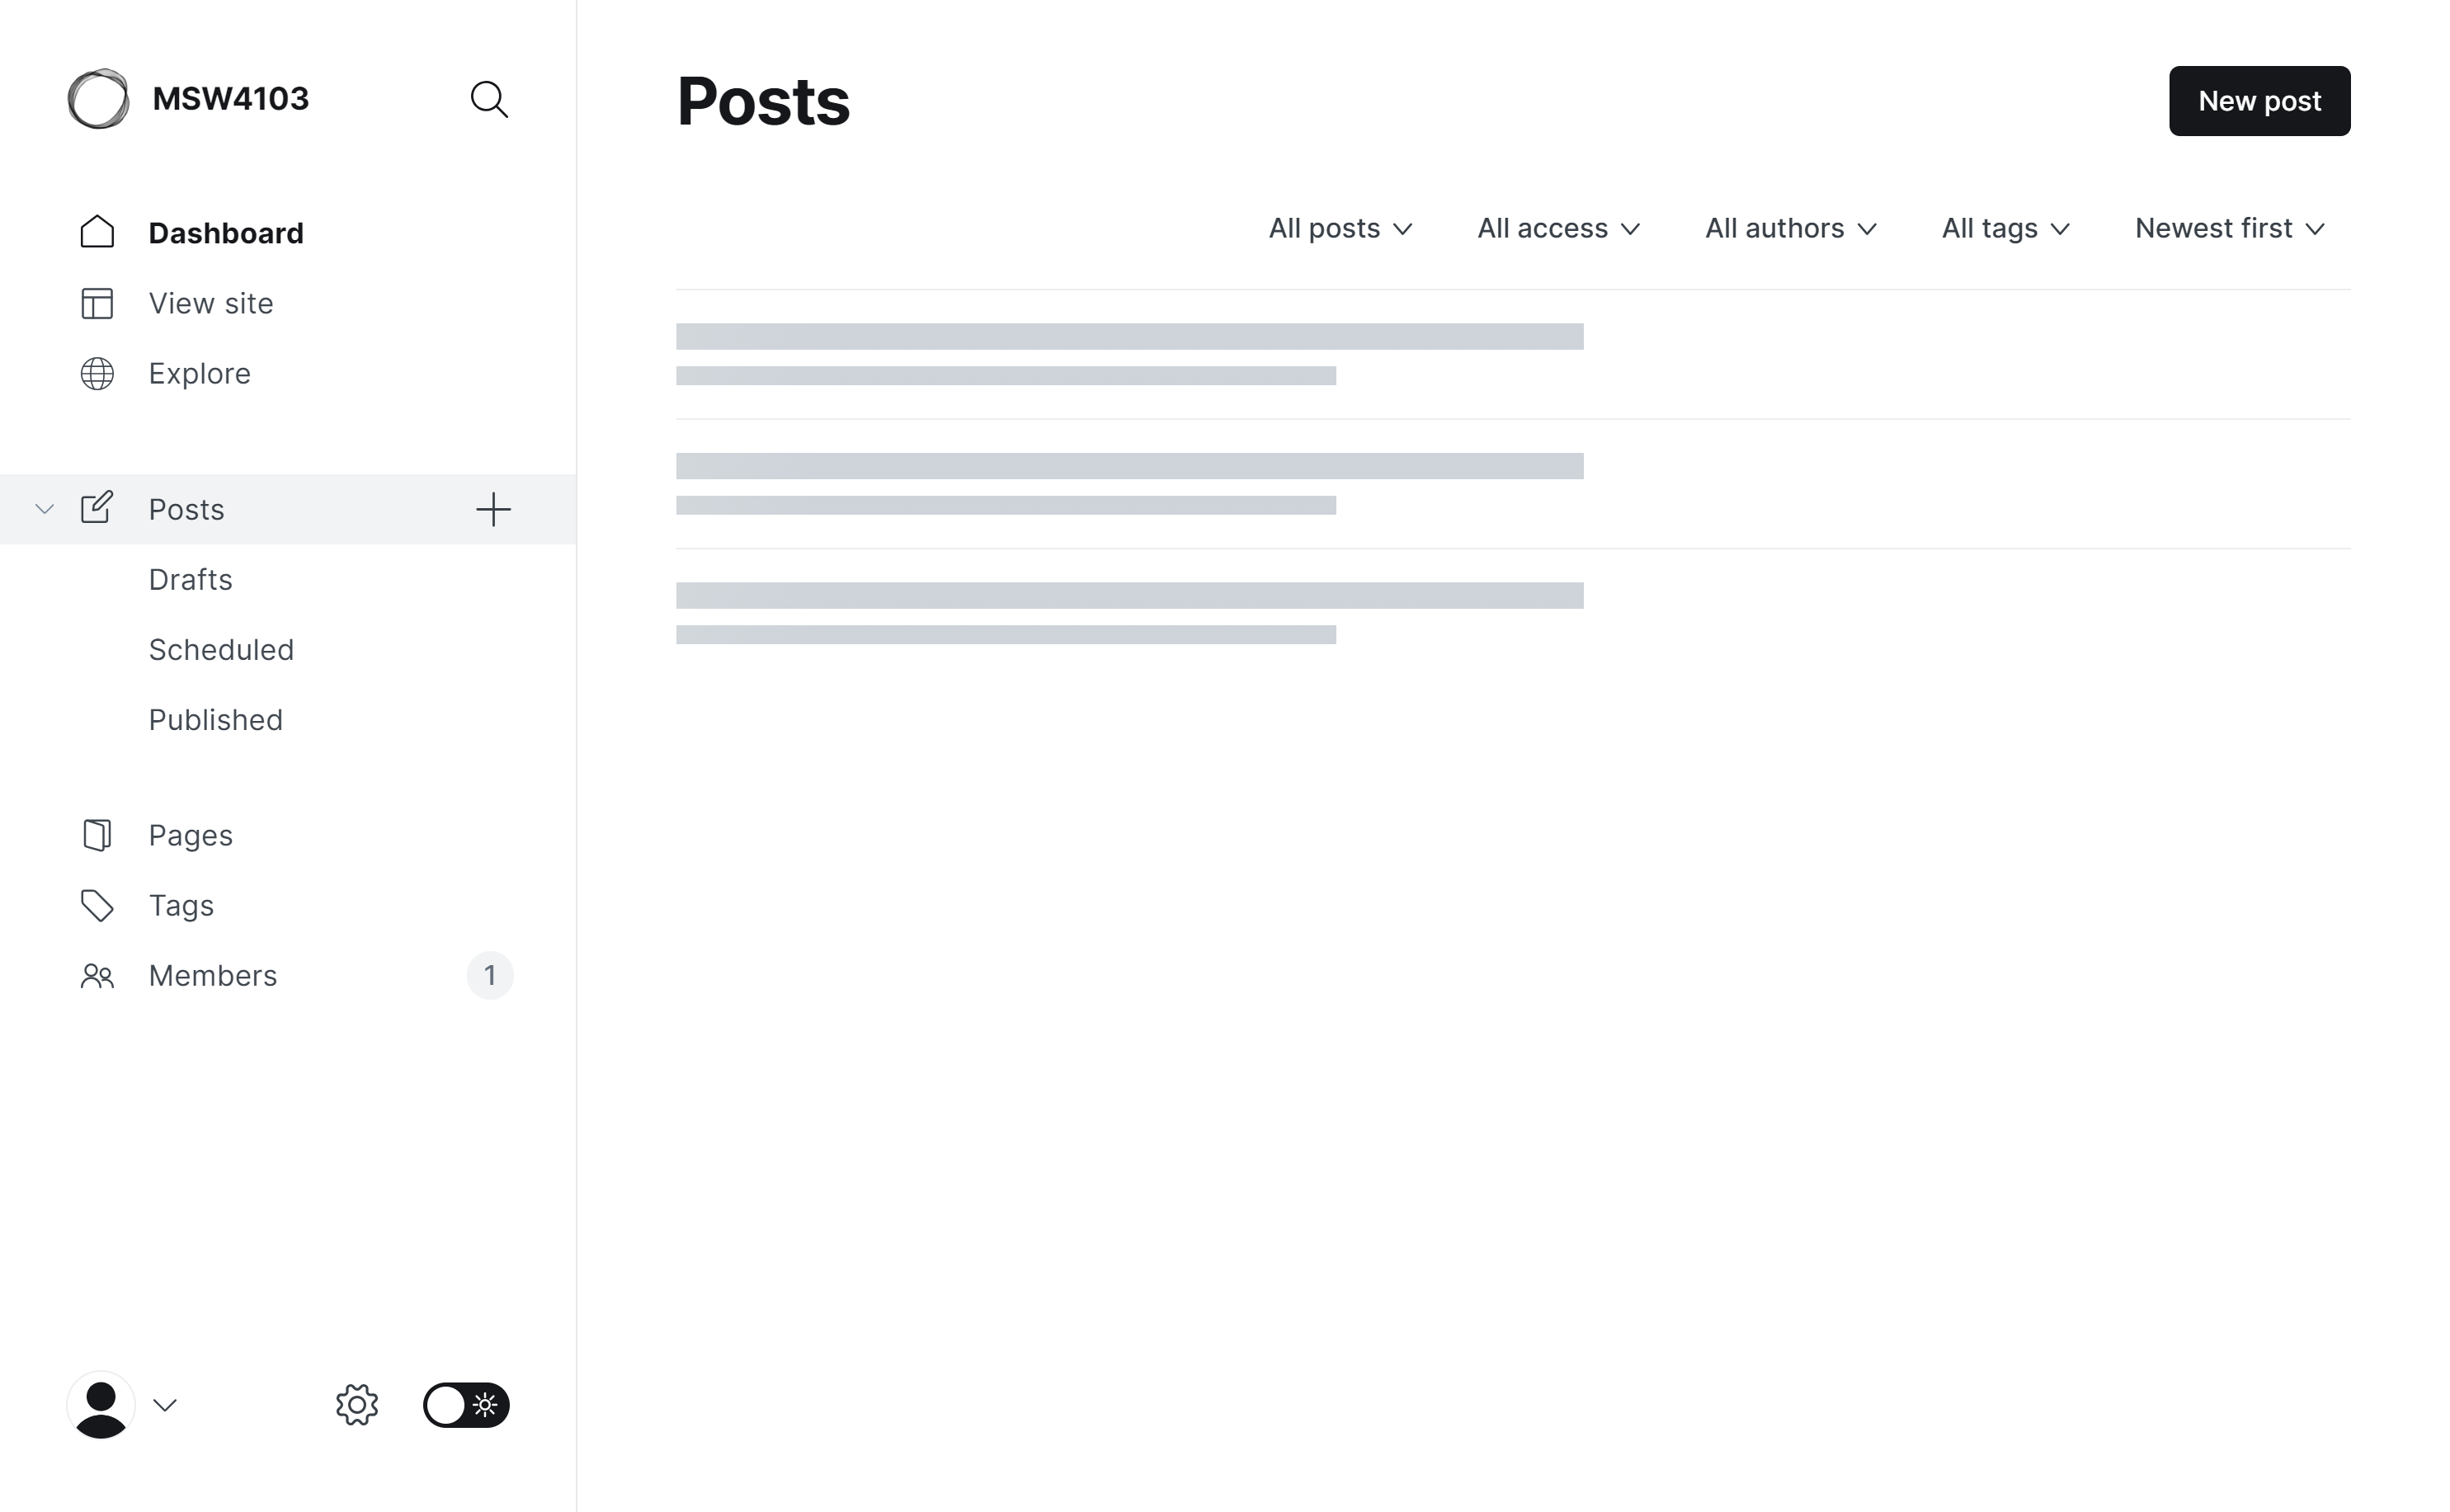 MSW4103
Dashboard
View site
Explore
Posts
Drafts
Scheduled
Published
Pages
Tags
Members 1
Posts
New post
All posts All access All authors All tags Newest first